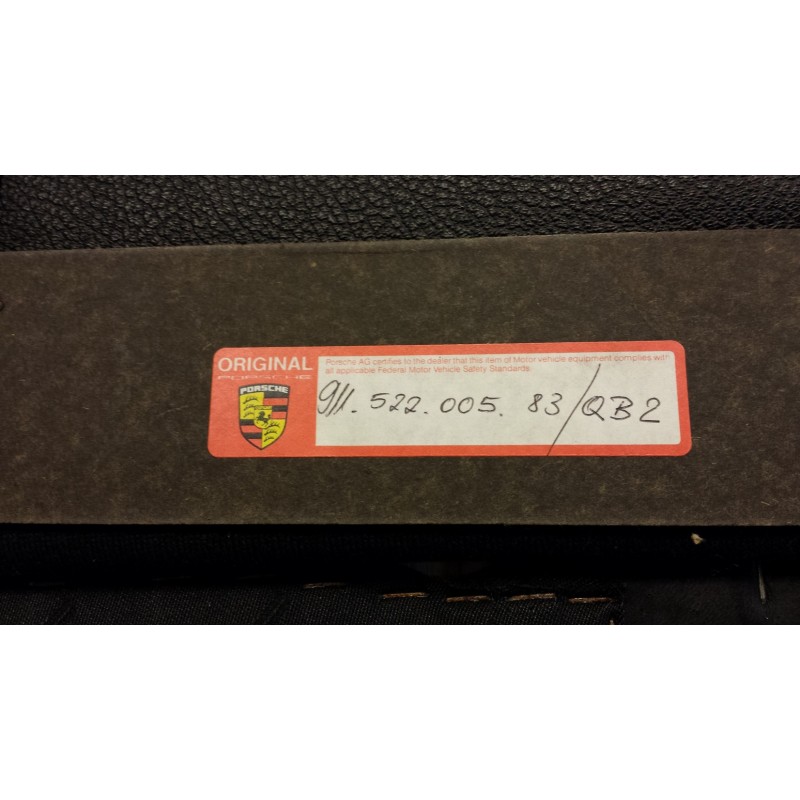 ORIGINAL
PORSCHE
PORSCHE
Porsche AG certifies to the dealer that this item of Motor vehicle equipment complies with
all applicable Federal Motor Vehicle Safety Standards.
911. 522. 005. 83/QB2